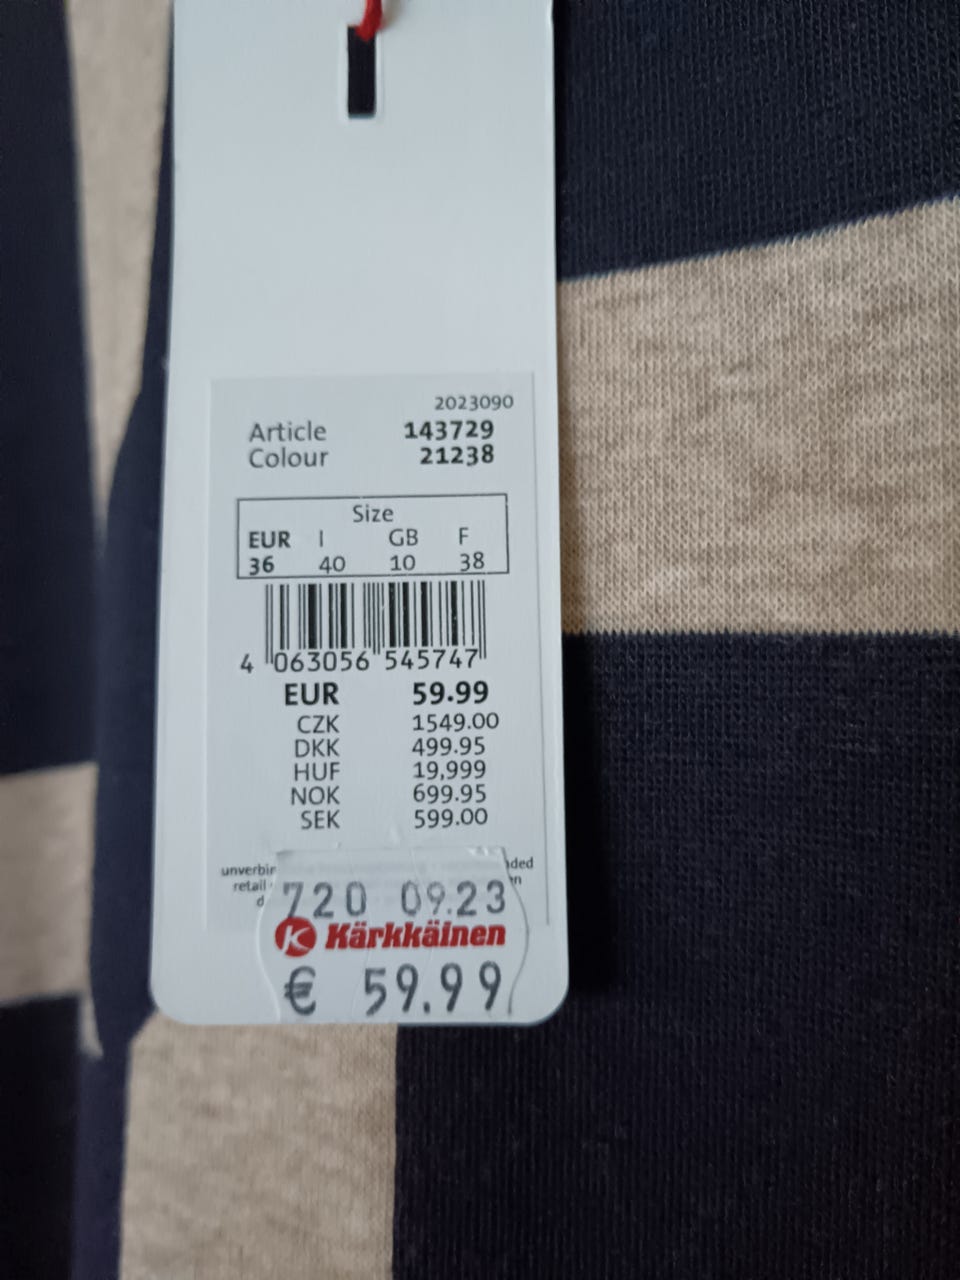 2023090
Article 143729
Colour 21238
Size
EUR I GB F
36 40 10 38
4 063056 545747
EUR 59.99
CZK 1549.00
DKK 499.95
HUF 19,999
NOK 699.95
SEK 599.00
retail
720 09.23
K Kärkkäinen
€ 59.99